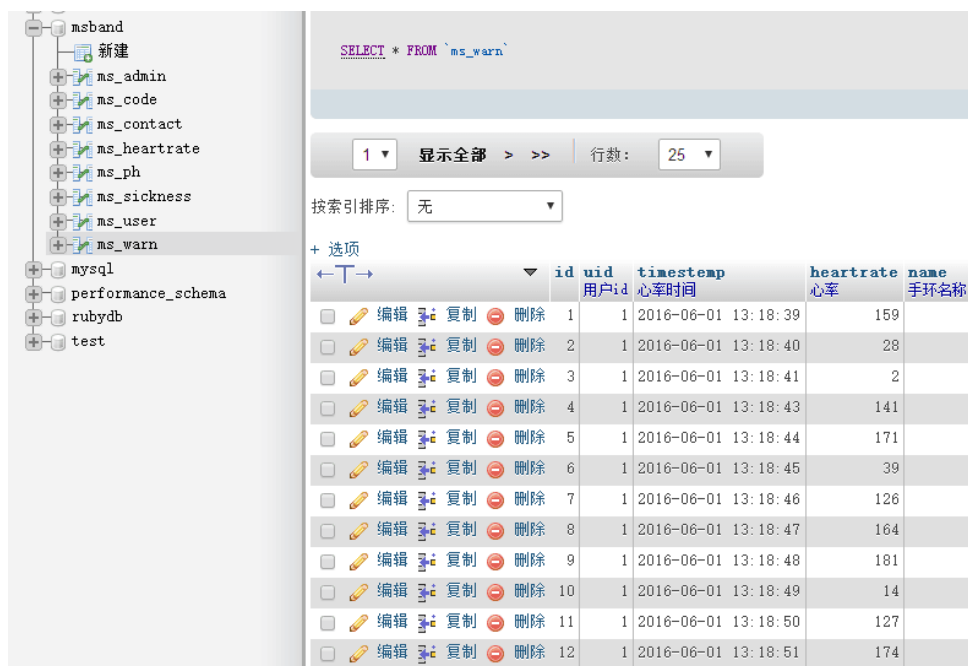 msband
新建
ms_admin
ms_code
ms_contact
ms_heartrate
ms_ph
ms_sickness
ms_user
ms_warn
mysql
performance_schema
rubydb
test
SELECT * FROM `ms_warn`
1 显示全部 > >> 行数: 25
按索引排序: 无
+ 选项
←T→ id uid timestemp heartrate name
用户id 心率时间 心率 手环名称
编辑 复制 删除 1 1 2016-06-01 13:18:39 159
编辑 复制 删除 2 1 2016-06-01 13:18:40 28
编辑 复制 删除 3 1 2016-06-01 13:18:41 2
编辑 复制 删除 4 1 2016-06-01 13:18:43 141
编辑 复制 删除 5 1 2016-06-01 13:18:44 171
编辑 复制 删除 6 1 2016-06-01 13:18:45 39
编辑 复制 删除 7 1 2016-06-01 13:18:46 126
编辑 复制 删除 8 1 2016-06-01 13:18:47 164
编辑 复制 删除 9 1 2016-06-01 13:18:48 181
编辑 复制 删除 10 1 2016-06-01 13:18:49 14
编辑 复制 删除 11 1 2016-06-01 13:18:50 127
编辑 复制 删除 12 1 2016-06-01 13:18:51 174